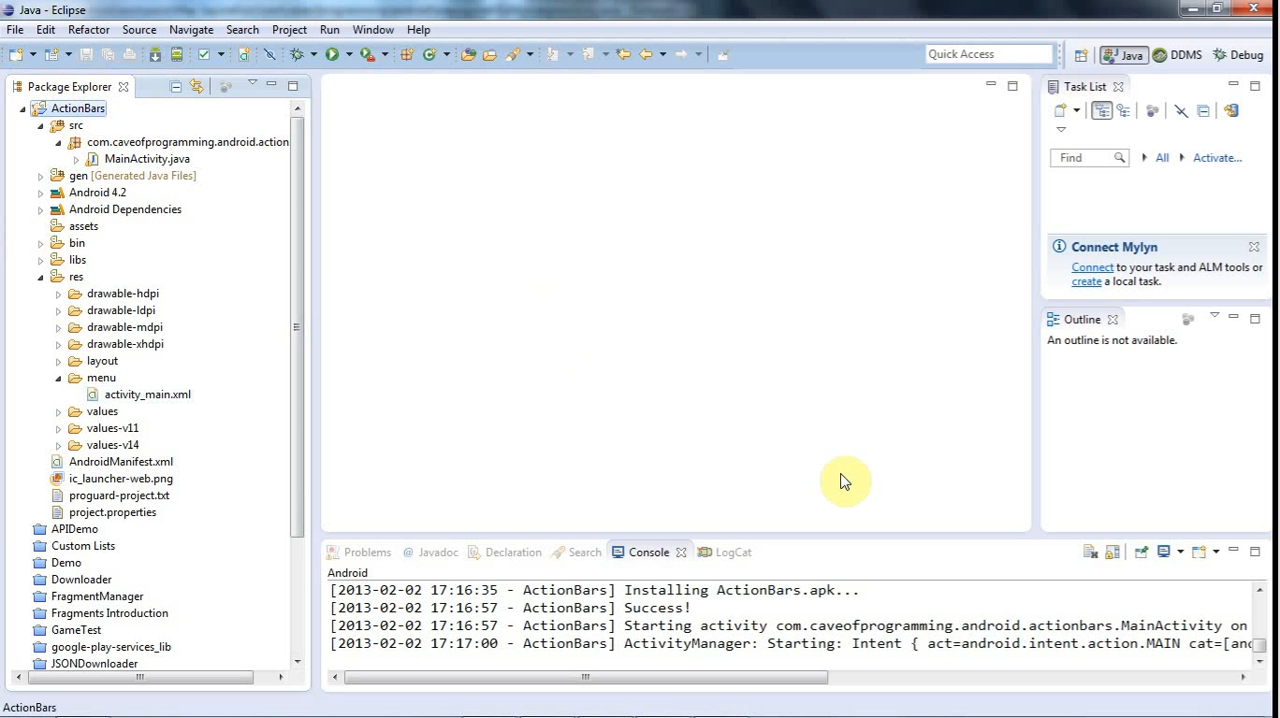 Java - Eclipse
File Edit Refactor Source Navigate Search Project Run Window Help
Quick Access
Java
DDMS
Debug
Package Explorer
ActionBars
src
com.caveofprogramming.android.action
MainActivity.java
gen [Generated Java Files]
Android 4.2
Android Dependencies
assets
bin
libs
res
drawable-hdpi
drawable-ldpi
drawable-mdpi
drawable-xhdpi
layout
menu
activity_main.xml
values
values-v11
values-v14
AndroidManifest.xml
ic_launcher-web.png
proguard-project.txt
project.properties
APIDemo
Custom Lists
Demo
Downloader
FragmentManager
Fragments Introduction
GameTest
google-play-services_lib
JSONDownloader
Task List
Find
All
Activate...
Connect Mylyn
Connect to your task and ALM tools or
create a local task.
Outline
An outline is not available.
Problems @ Javadoc Declaration Search Console LogCat
Android
[2013-02-02 17:16:35 - ActionBars] Installing ActionBars.apk...
[2013-02-02 17:16:57 - ActionBars] Success!
[2013-02-02 17:16:57 - ActionBars] Starting activity com.caveofprogramming.android.actionbars.MainActivity on
[2013-02-02 17:17:00 - ActionBars] ActivityManager: Starting: Intent { act=android.intent.action.MAIN cat=[and
ActionBars